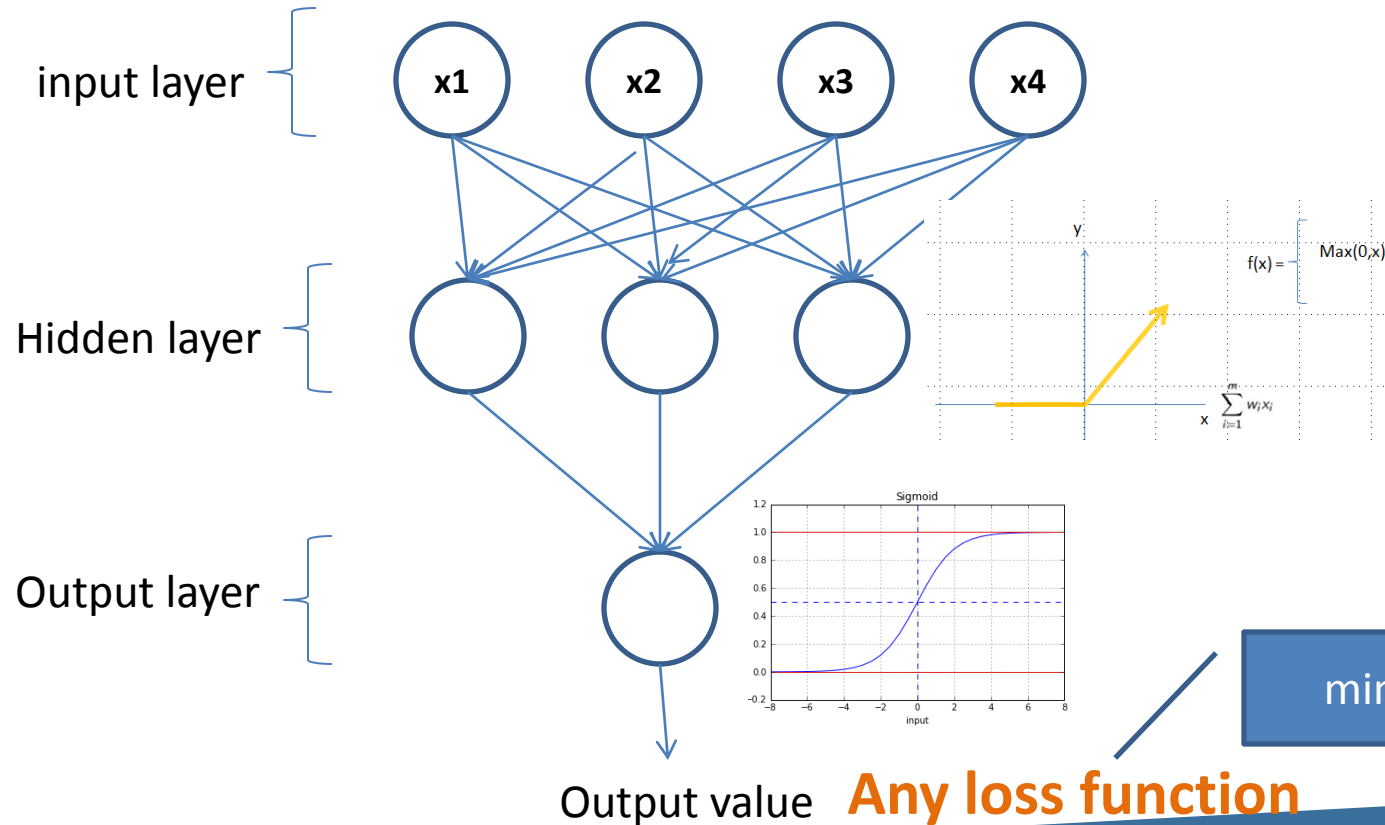 input layer
x1 x2 x3 x4
y
f(x) = Max(0,x)
Hidden layer
x
m
∑ wᵢxᵢ
i=1
Sigmoid
1.2
1.0
0.8
0.6
0.4
0.2
0.0
−0.2
−8 −6 −4 −2 0 2 4 6 8
input
Output layer
Output value Any loss function